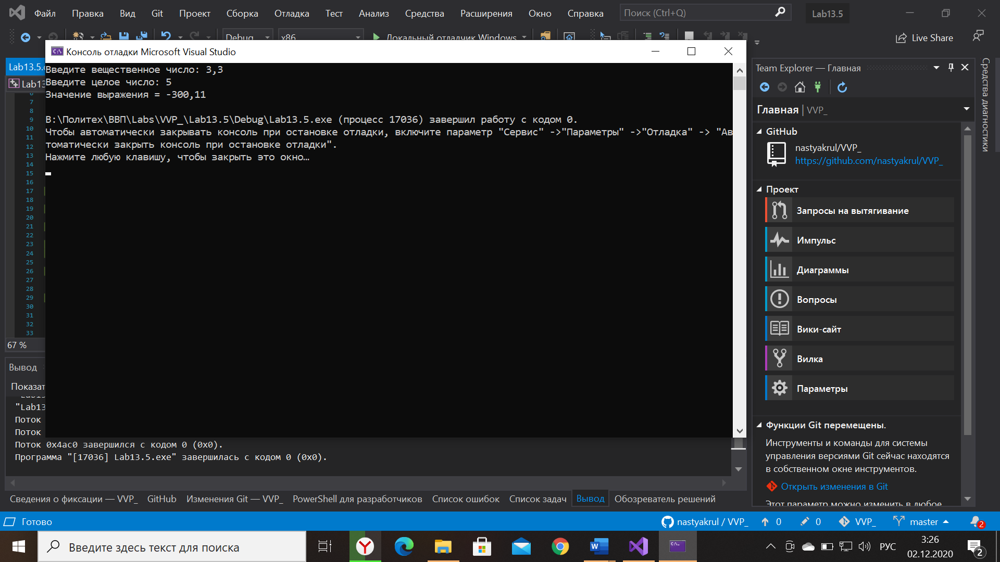 Файл Правка Вид Git Проект Сборка Отладка Тест Анализ Средства Расширения Окно Справка Поиск (Ctrl+Q) Lab13.5
Debug x86 Локальный отладчик Windows Live Share
Консоль отладки Microsoft Visual Studio
Введите вещественное число: 3,3
Введите целое число: 5
Значение выражения = -300,11
B:\Политех\ВВП\Labs\VVP_\Lab13.5\Debug\Lab13.5.exe (процесс 17036) завершил работу с кодом 0.
Чтобы автоматически закрывать консоль при остановке отладки, включите параметр "Сервис" ->"Параметры" ->"Отладка" -> "Ав
томатически закрыть консоль при остановке отладки".
Нажмите любую клавишу, чтобы закрыть это окно…
Lab13.5.
Lab13
6
7
8
9
10
11
12
13
14
15
16
17
18
19
20
21
22
23
24
25
26
27
28
29
30
31
32
33
67 %
Вывод
Показат
"Lab13
Поток
Поток
Поток 0x4ac0 завершился с кодом 0 (0x0).
Программа "[17036] Lab13.5.exe" завершилась с кодом 0 (0x0).
Сведения о фиксации — VVP_ GitHub Изменения Git — VVP_ PowerShell для разработчиков Список ошибок Список задач Вывод Обозреватель решений
Team Explorer — Главная
Главная | VVP_
GitHub
nastyakrul/VVP_
https://github.com/nastyakrul/VVP_
Проект
Запросы на вытягивание
Импульс
Диаграммы
Вопросы
Вики-сайт
Вилка
Параметры
Функции Git перемещены.
Инструменты и команды для системы
управления версиями Git сейчас находятся
в собственном окне инструментов.
Открыть изменения в Git
Этот параметр можно изменить в любое
Средства диагностики
Готово nastyakrul / VVP_ 0 0 VVP_ master 2
Введите здесь текст для поиска
РУС
3:26
02.12.2020
2